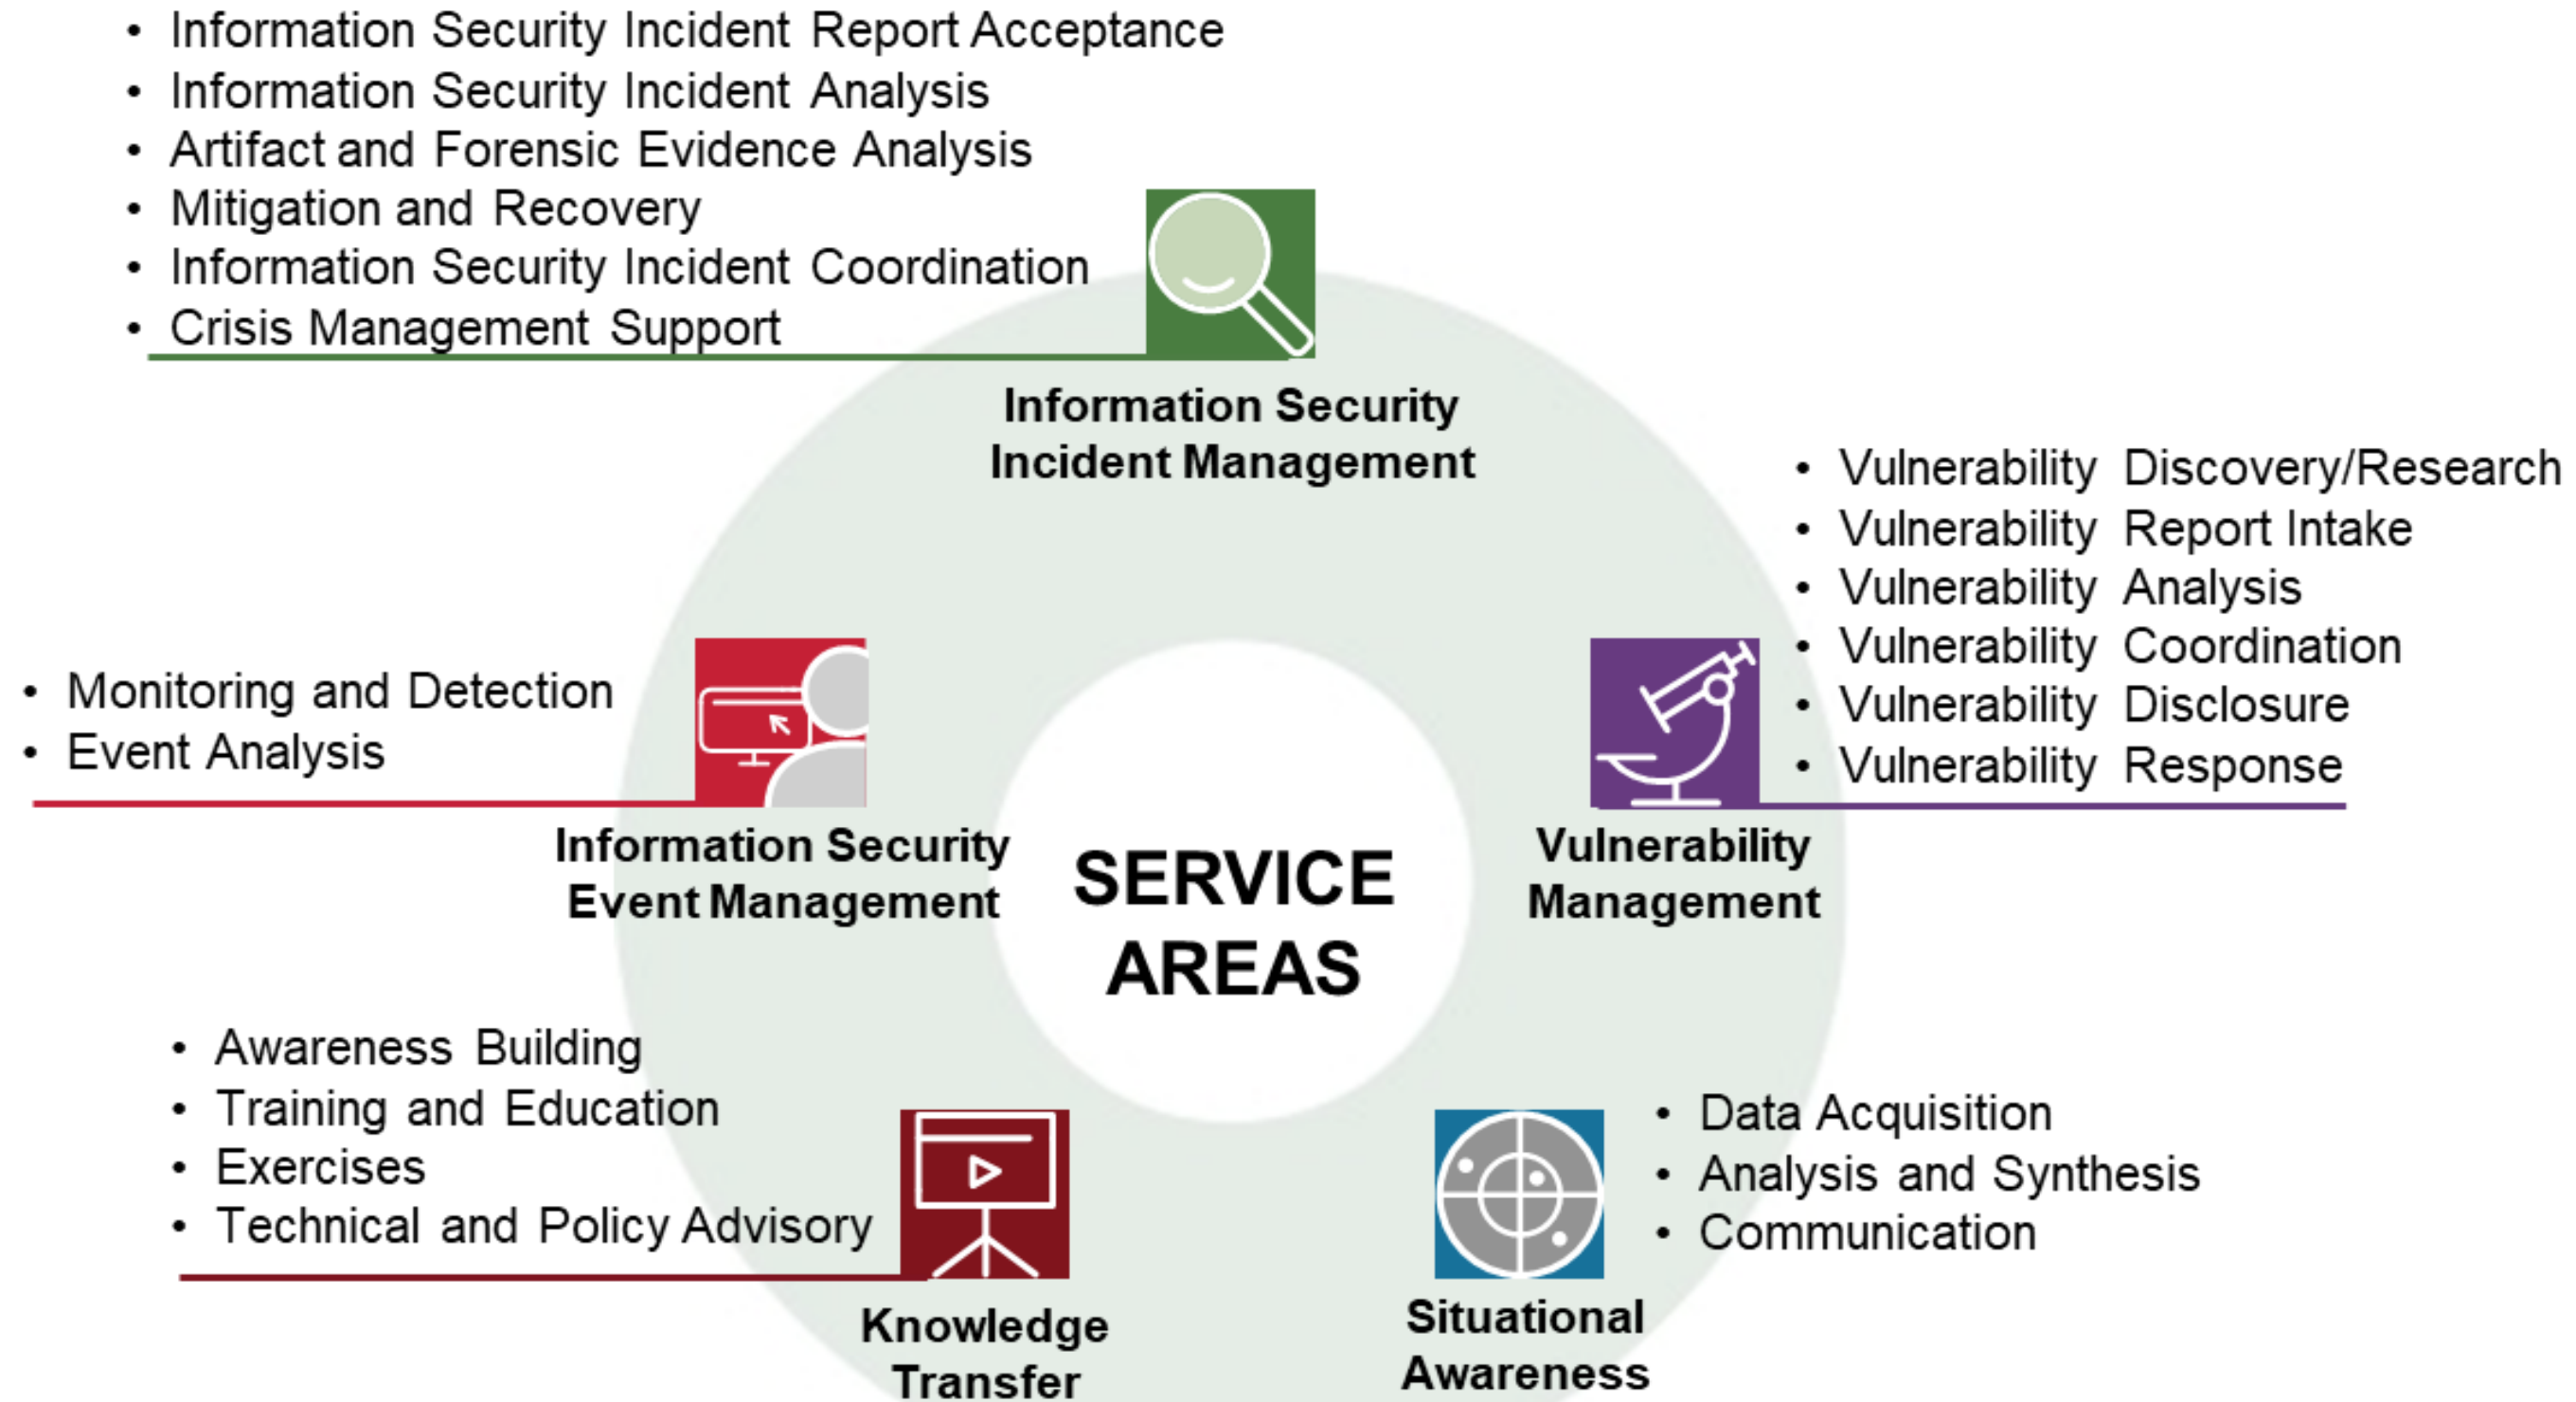 • Information Security Incident Report Acceptance
• Information Security Incident Analysis
• Artifact and Forensic Evidence Analysis
• Mitigation and Recovery
• Information Security Incident Coordination
• Crisis Management Support
Information Security
Incident Management
• Vulnerability Discovery/Research
• Vulnerability Report Intake
• Vulnerability Analysis
• Vulnerability Coordination
• Vulnerability Disclosure
• Vulnerability Response
Vulnerability
Management
• Monitoring and Detection
• Event Analysis
Information Security
Event Management
SERVICE
AREAS
• Awareness Building
• Training and Education
• Exercises
• Technical and Policy Advisory
Knowledge
Transfer
• Data Acquisition
• Analysis and Synthesis
• Communication
Situational
Awareness